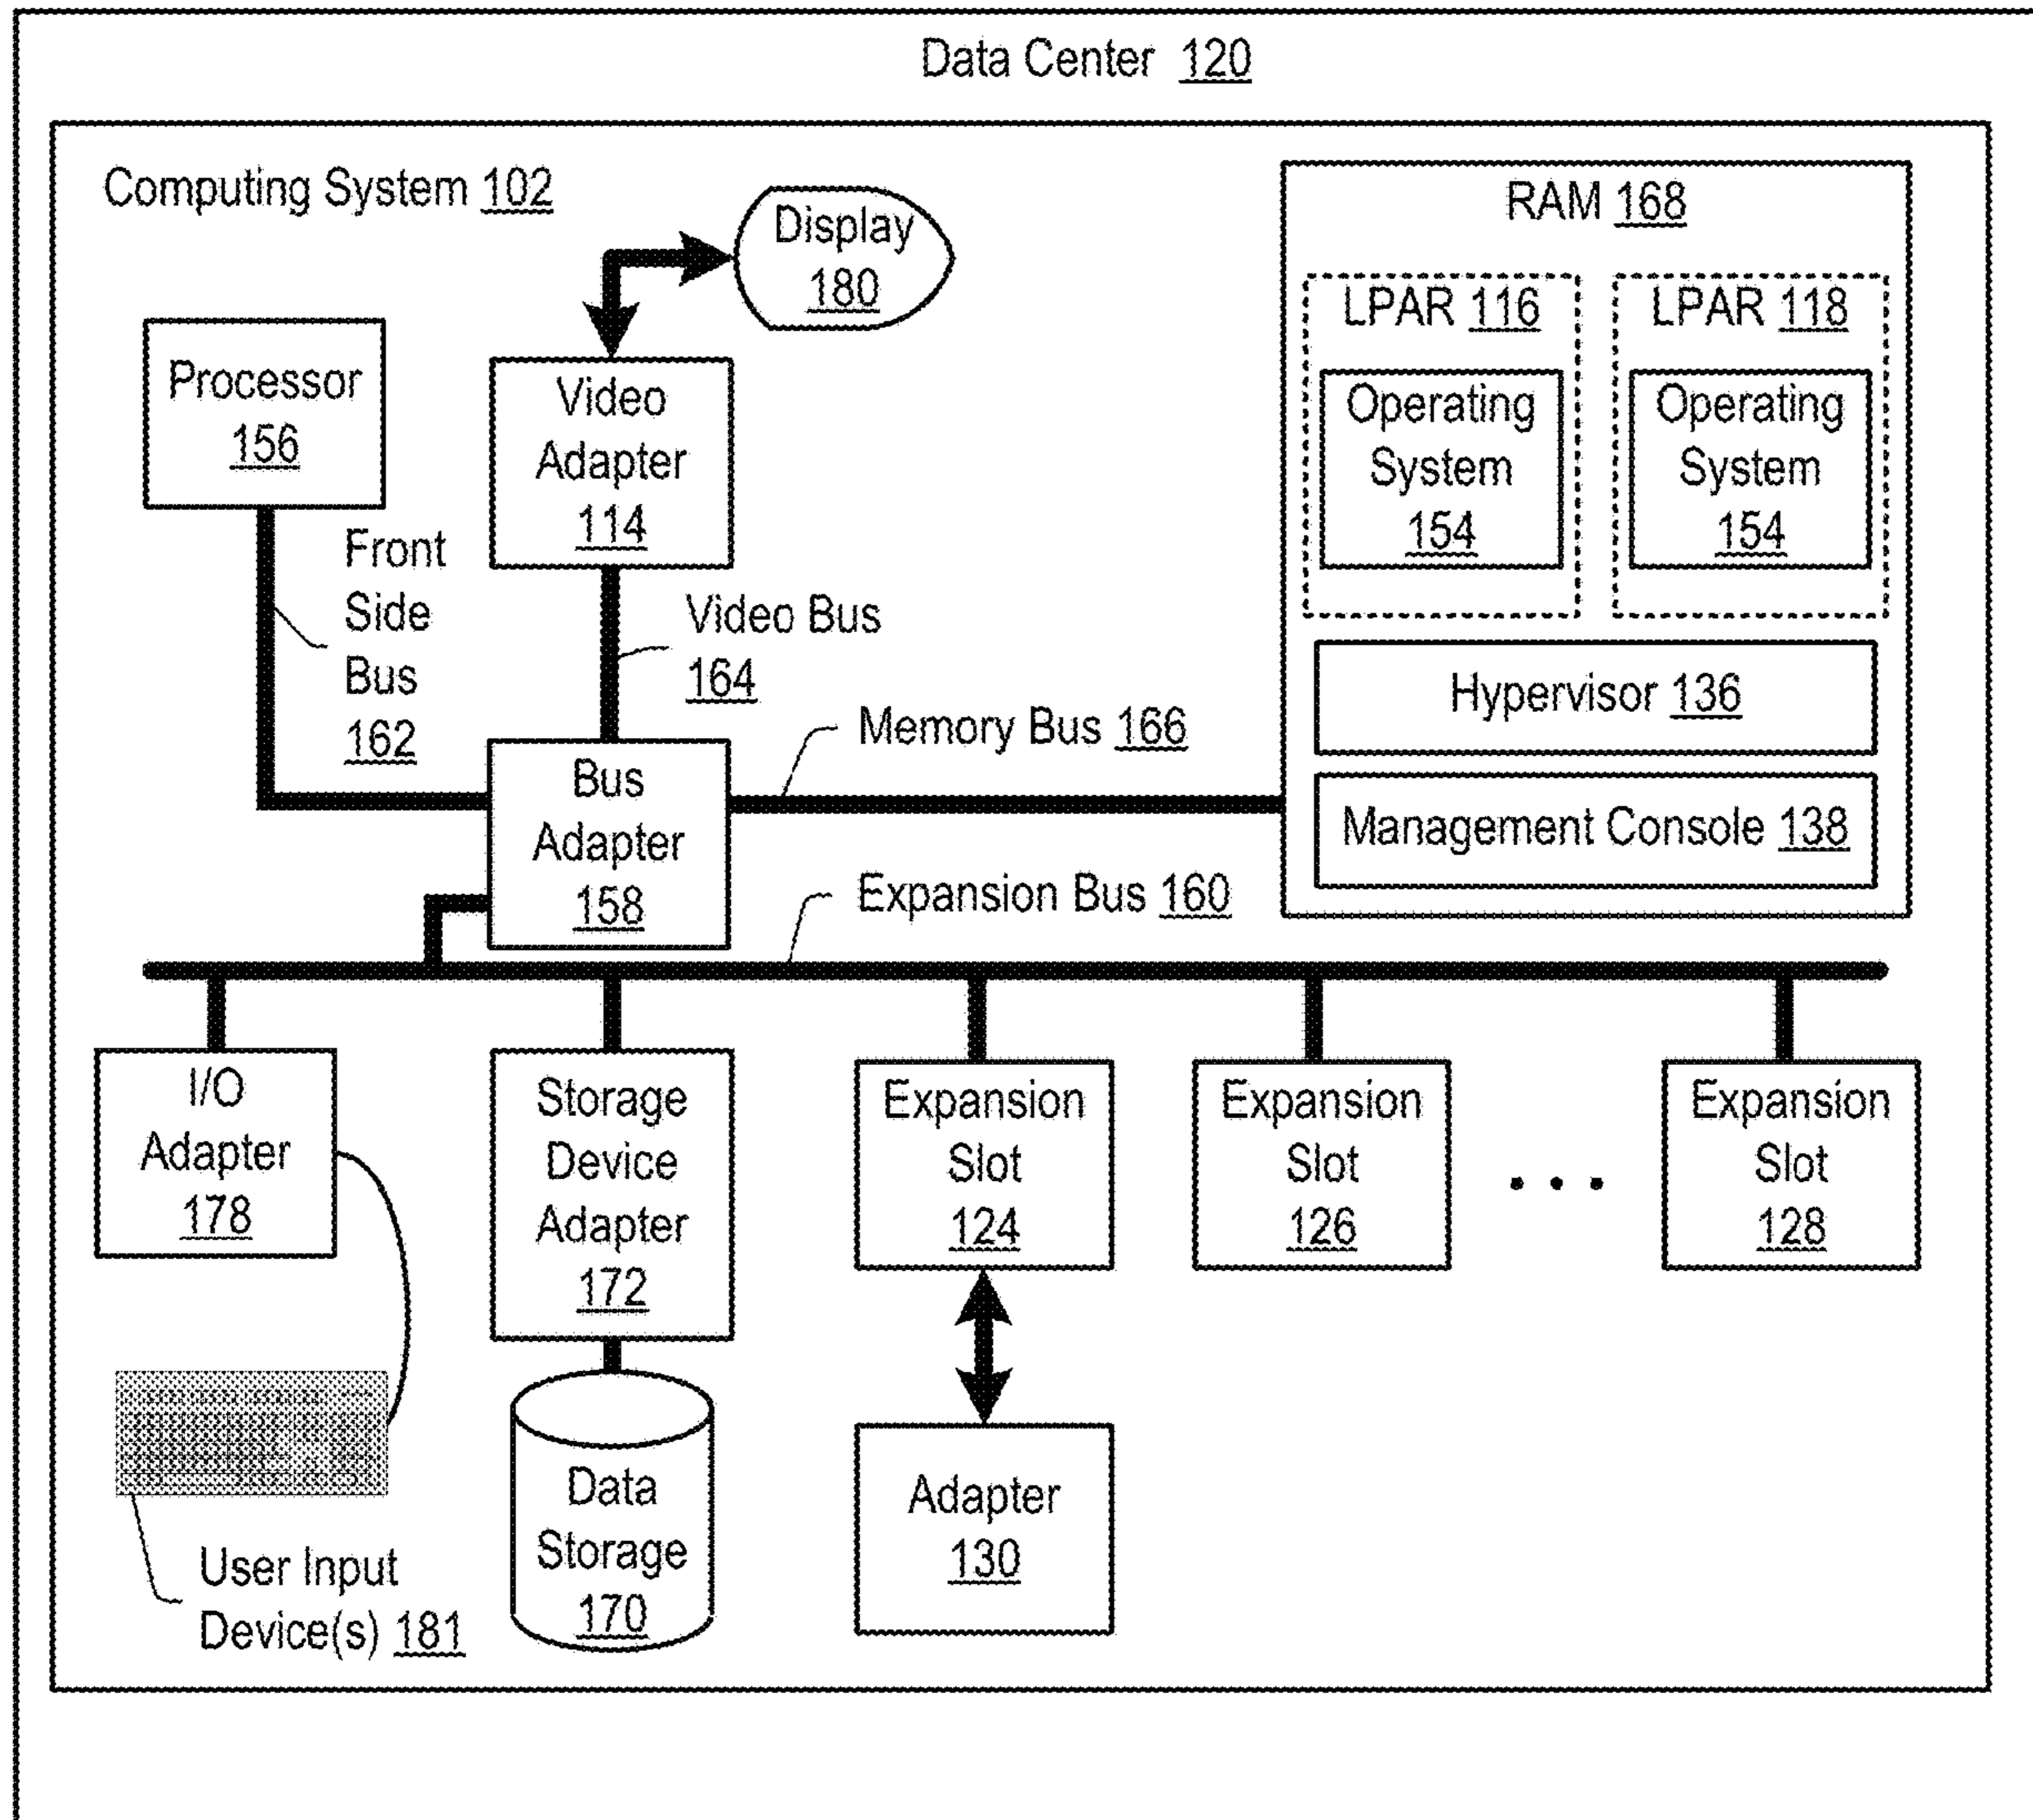 Data Center 120
Computing System 102
Display
180
RAM 168
LPAR 116
LPAR 118
Operating
System
154
Operating
System
154
Hypervisor 136
Management Console 138
Processor
156
Video
Adapter
114
Front
Side
Bus
162
Video Bus
164
Memory Bus 166
Bus
Adapter
158
Expansion Bus 160
I/O
Adapter
178
Storage
Device
Adapter
172
Expansion
Slot
124
Expansion
Slot
126
. . .
Expansion
Slot
128
Data
Storage
170
Adapter
130
User Input
Device(s) 181